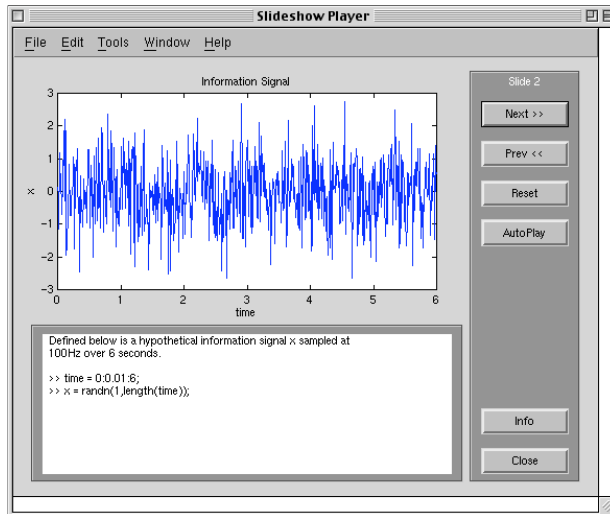 Slideshow Player
File Edit Tools Window Help
Information Signal
3
2
1
0
-1
-2
-3
x
0 1 2 3 4 5 6
time
Defined below is a hypothetical information signal x sampled at
100Hz over 6 seconds.
>> time = 0:0.01:6;
>> x = randn(1,length(time));
Slide 2
Next >>
Prev <<
Reset
AutoPlay
Info
Close